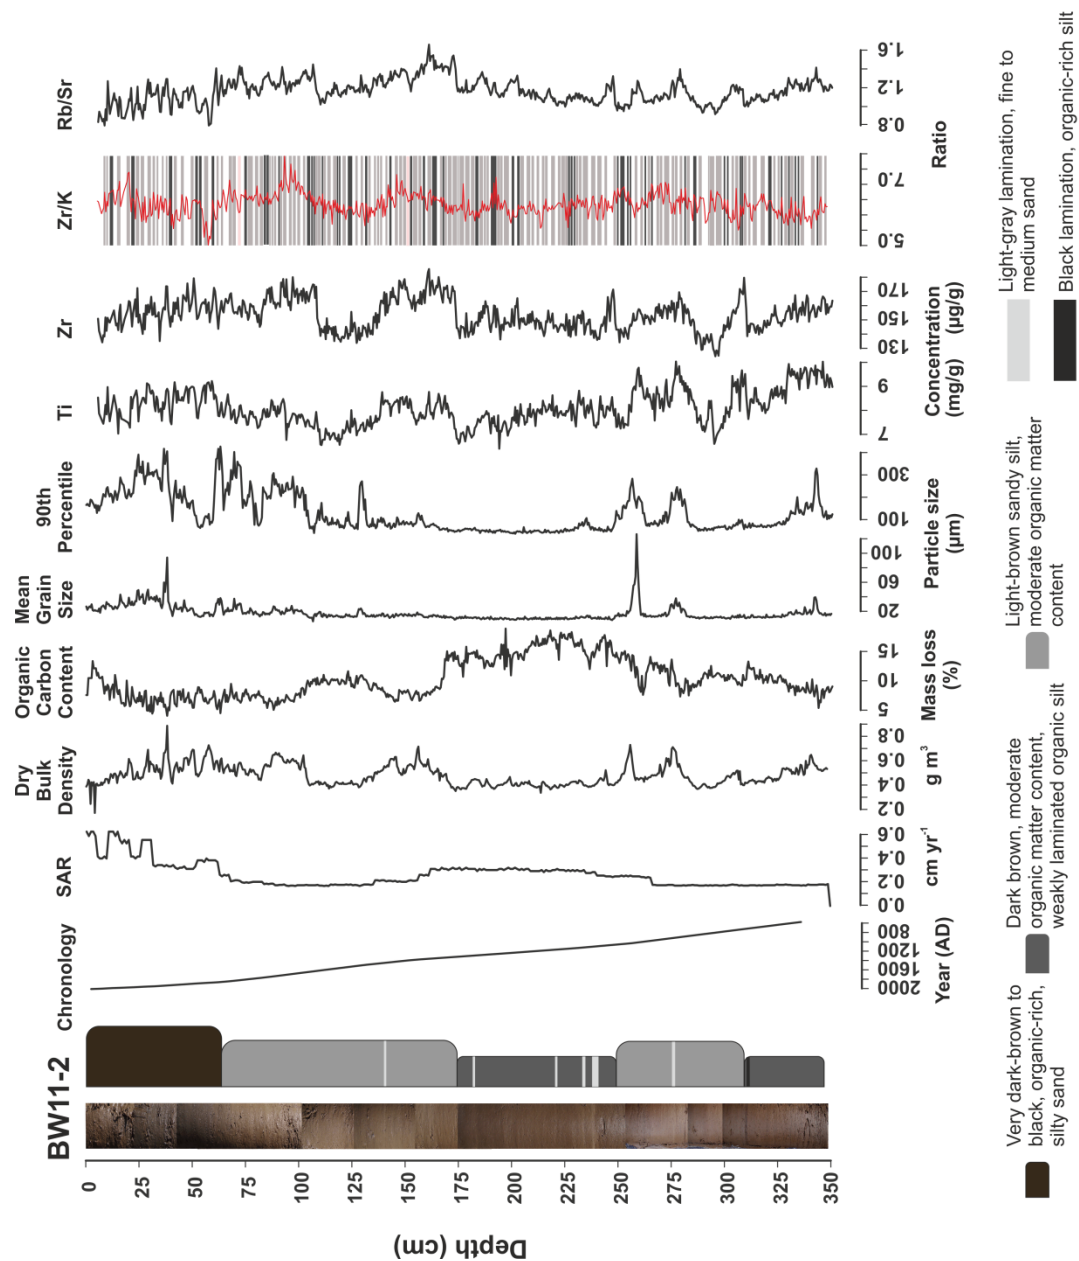 BW11-2
Chronology
SAR
Dry
Bulk
Density
Organic
Carbon
Content
Mean
Grain
Size
90th
Percentile
Ti
Zr
Zr/K
Rb/Sr
Depth (cm)
0
25
50
75
100
125
150
175
200
225
250
275
300
325
350
2000
1600
1200
800
Year (AD)
0.0
0.2
0.4
0.6
cm yr-1
0.2
0.4
0.6
0.8
g m3
5
10
15
Mass loss
(%)
20
60
100
100
300
Particle size
(µm)
7
9
130
150
170
Concentration
(mg/g) (µg/g)
5.0
7.0
0.8
1.2
1.6
Ratio
Very dark-brown to
black, organic-rich,
silty sand
Dark brown, moderate
organic matter content,
weakly laminated organic silt
Light-brown sandy silt,
moderate organic matter
content
Light-gray lamination, fine to
medium sand
Black lamination, organic-rich silt